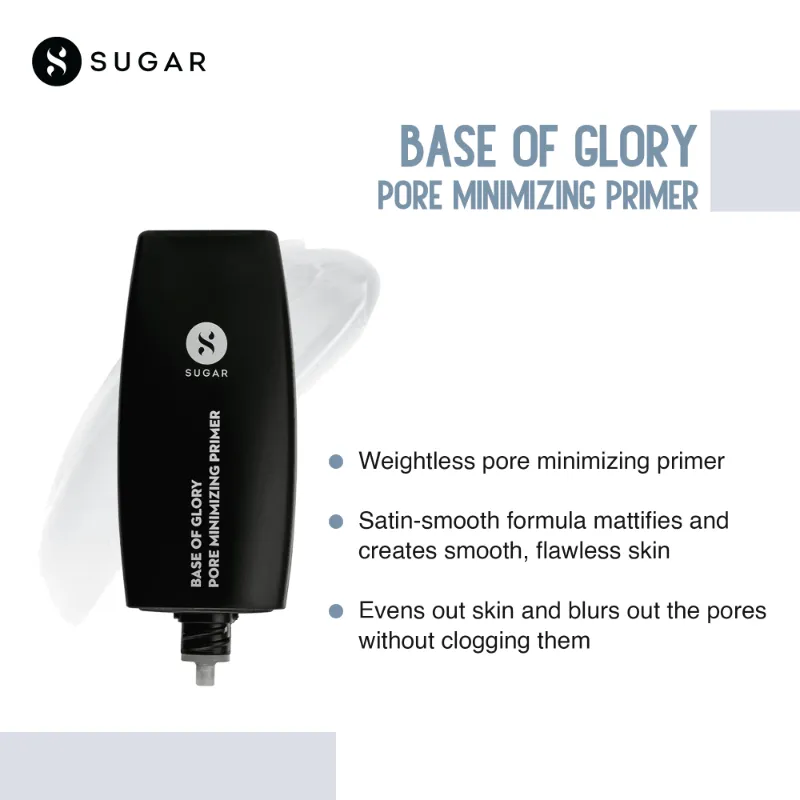 SUGAR
BASE OF GLORY
PORE MINIMIZING PRIMER
SUGAR
BASE OF GLORY
PORE MINIMIZING PRIMER
Weightless pore minimizing primer
Satin-smooth formula mattifies and
creates smooth, flawless skin
Evens out skin and blurs out the pores
without clogging them